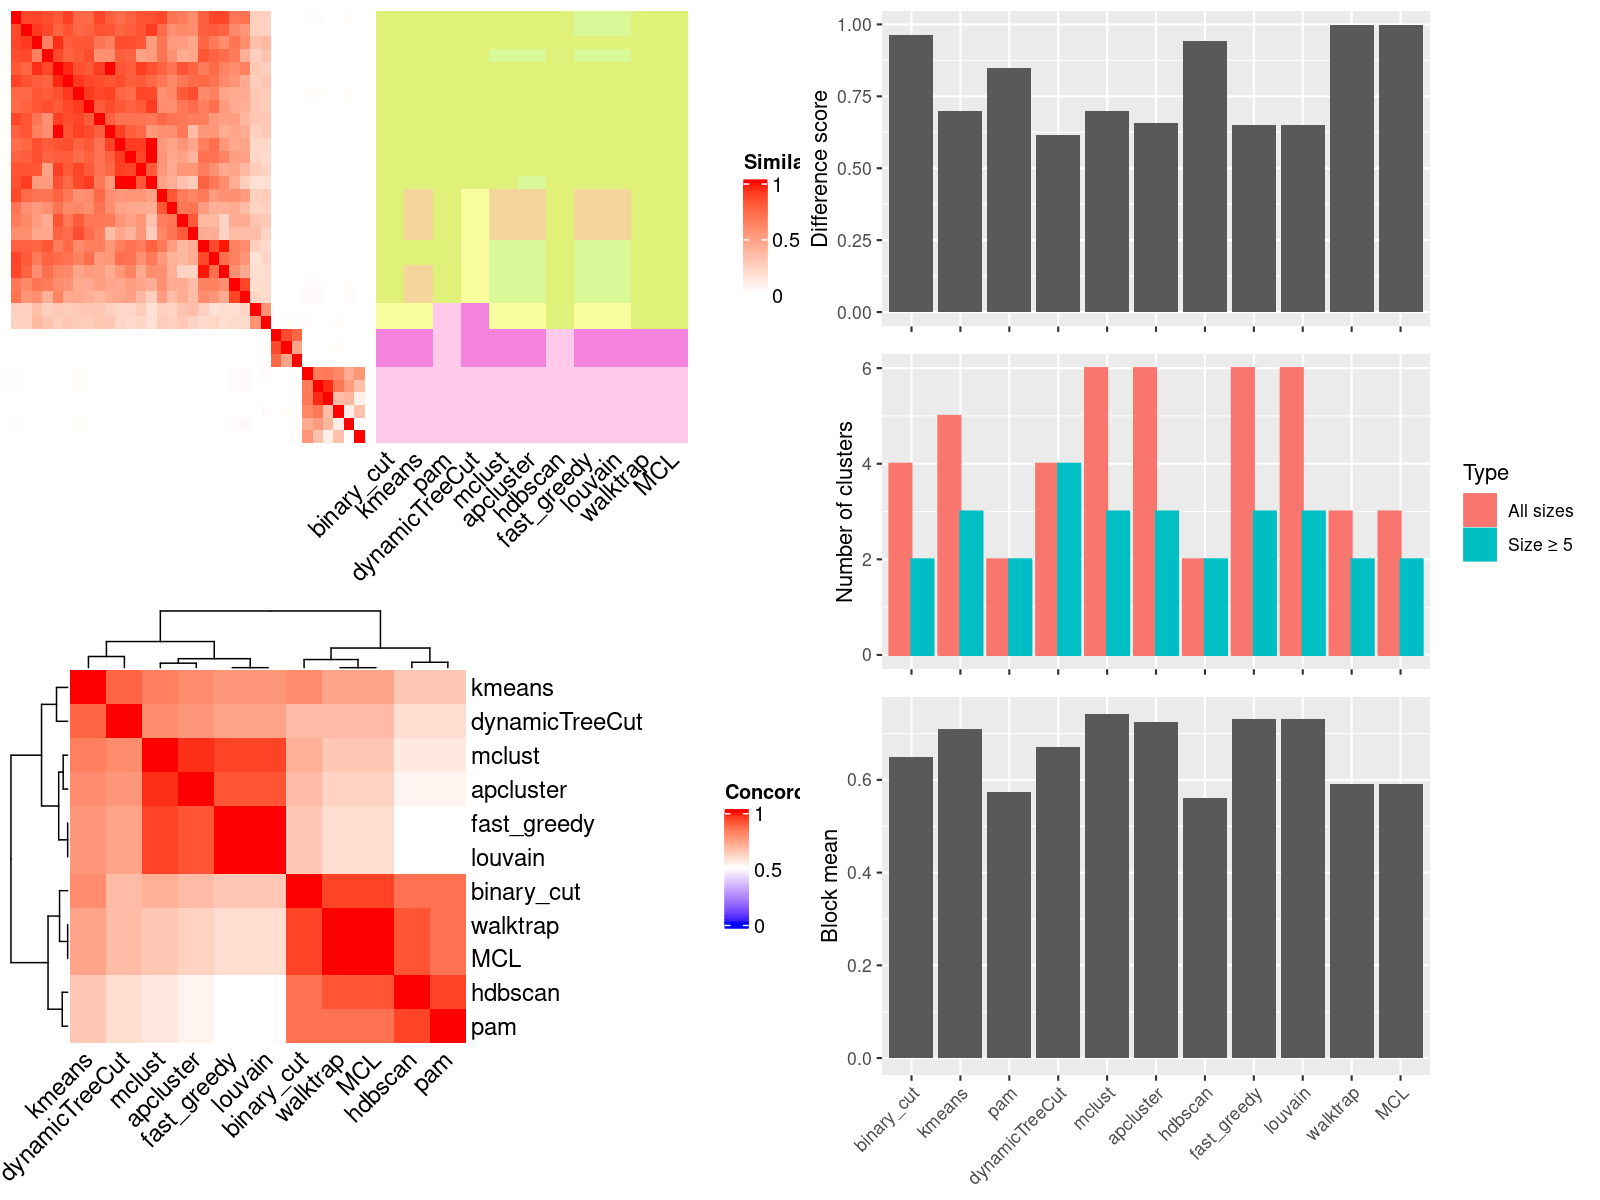 Simila
1
0.5
0
binary_cut
kmeans
pam
dynamicTreeCut
mclust
apcluster
hdbscan
fast_greedy
louvain
walktrap
MCL
kmeans
dynamicTreeCut
mclust
apcluster
fast_greedy
louvain
binary_cut
walktrap
MCL
hdbscan
pam
kmeans
dynamicTreeCut
mclust
apcluster
fast_greedy
louvain
binary_cut
walktrap
MCL
hdbscan
pam
Concord
1
0.5
0
Difference score
1.00
0.75
0.50
0.25
0.00
Number of clusters
6
4
2
0
Type
All sizes
Size ≥ 5
Block mean
0.6
0.4
0.2
0.0
binary_cut
kmeans
pam
dynamicTreeCut
mclust
apcluster
hdbscan
fast_greedy
louvain
walktrap
MCL